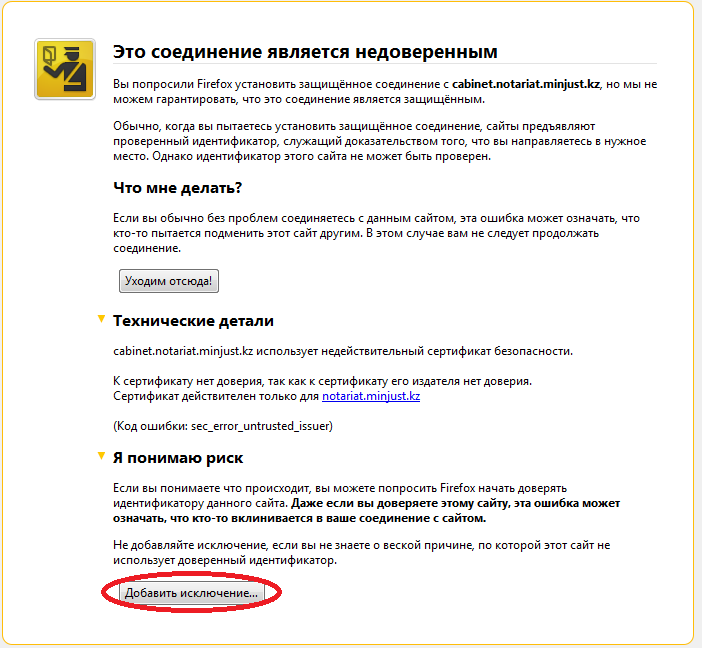 Это соединение является недоверенным
Вы попросили Firefox установить защищённое соединение с cabinet.notariat.minjust.kz, но мы не
можем гарантировать, что это соединение является защищённым.
Обычно, когда вы пытаетесь установить защищённое соединение, сайты предъявляют
проверенный идентификатор, служащий доказательством того, что вы направляетесь в нужное
место. Однако идентификатор этого сайта не может быть проверен.
Что мне делать?
Если вы обычно без проблем соединяетесь с данным сайтом, эта ошибка может означать, что
кто-то пытается подменить этот сайт другим. В этом случае вам не следует продолжать
соединение.
Уходим отсюда!
Технические детали
cabinet.notariat.minjust.kz использует недействительный сертификат безопасности.
К сертификату нет доверия, так как к сертификату его издателя нет доверия.
Сертификат действителен только для notariat.minjust.kz
(Код ошибки: sec_error_untrusted_issuer)
Я понимаю риск
Если вы понимаете что происходит, вы можете попросить Firefox начать доверять
идентификатору данного сайта. Даже если вы доверяете этому сайту, эта ошибка может
означать, что кто-то вклинивается в ваше соединение с сайтом.
Не добавляйте исключение, если вы не знаете о веской причине, по которой этот сайт не
использует доверенный идентификатор.
Добавить исключение...